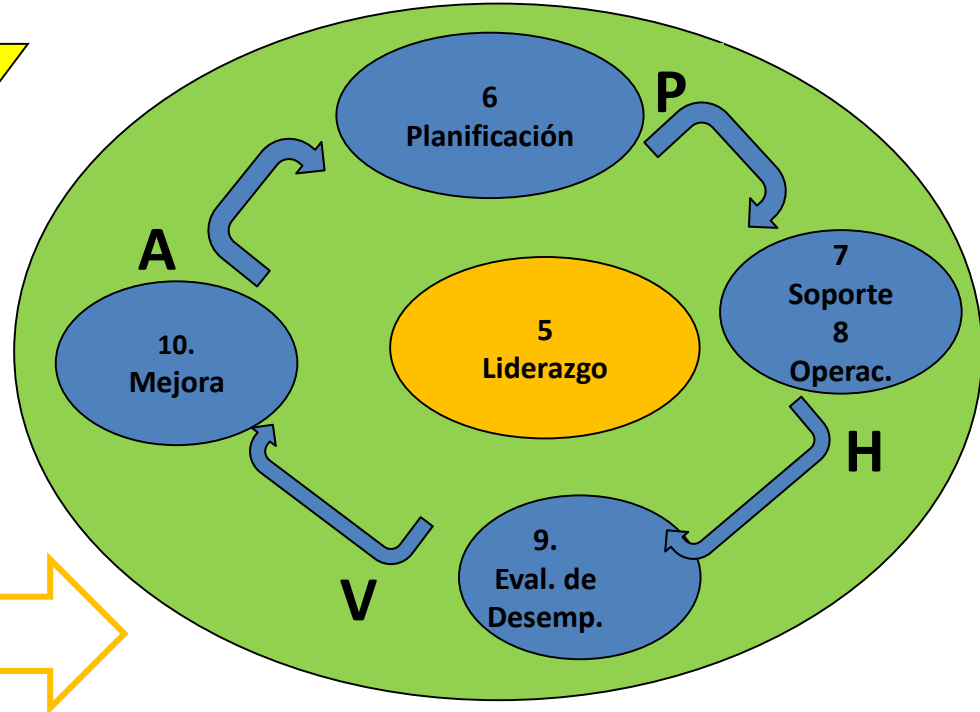 6
Planificación
P
7
Soporte
8
Operac.
H
9.
Eval. de
Desemp.
V
10.
Mejora
A
5
Liderazgo